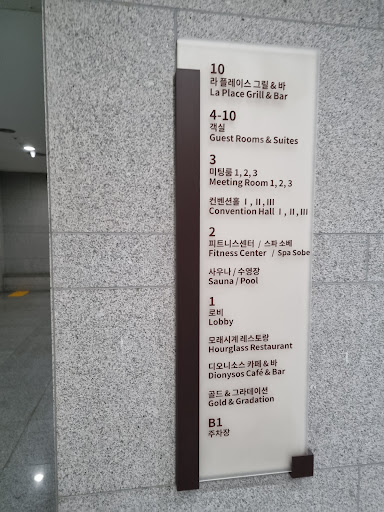 10
라 플레이스 그릴 & 바
La Place Grill & Bar
4-10
객실
Guest Rooms & Suites
3
미팅룸 1, 2, 3
Meeting Room 1, 2, 3
컨벤션홀 Ⅰ, Ⅱ, Ⅲ
Convention Hall Ⅰ, Ⅱ, Ⅲ
2
피트니스센터 / 스파 소베
Fitness Center / Spa Sobe
사우나 / 수영장
Sauna / Pool
1
로비
Lobby
모래시계 레스토랑
Hourglass Restaurant
디오니소스 카페 & 바
Dionysos Café & Bar
골드 & 그라데이션
Gold & Gradation
B1
주차장